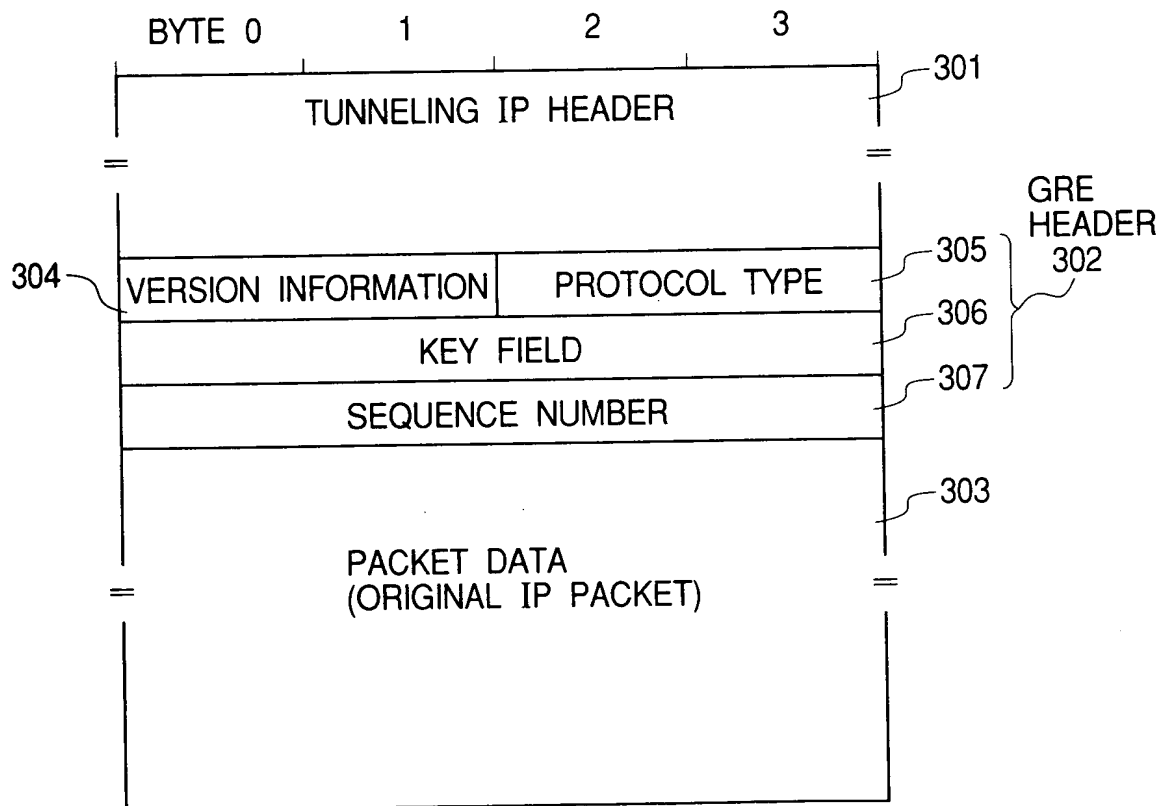 BYTE 0 1 2 3
301
TUNNELING IP HEADER
GRE
HEADER
302
304
VERSION INFORMATION
PROTOCOL TYPE
305
KEY FIELD
306
SEQUENCE NUMBER
307
303
PACKET DATA
(ORIGINAL IP PACKET)